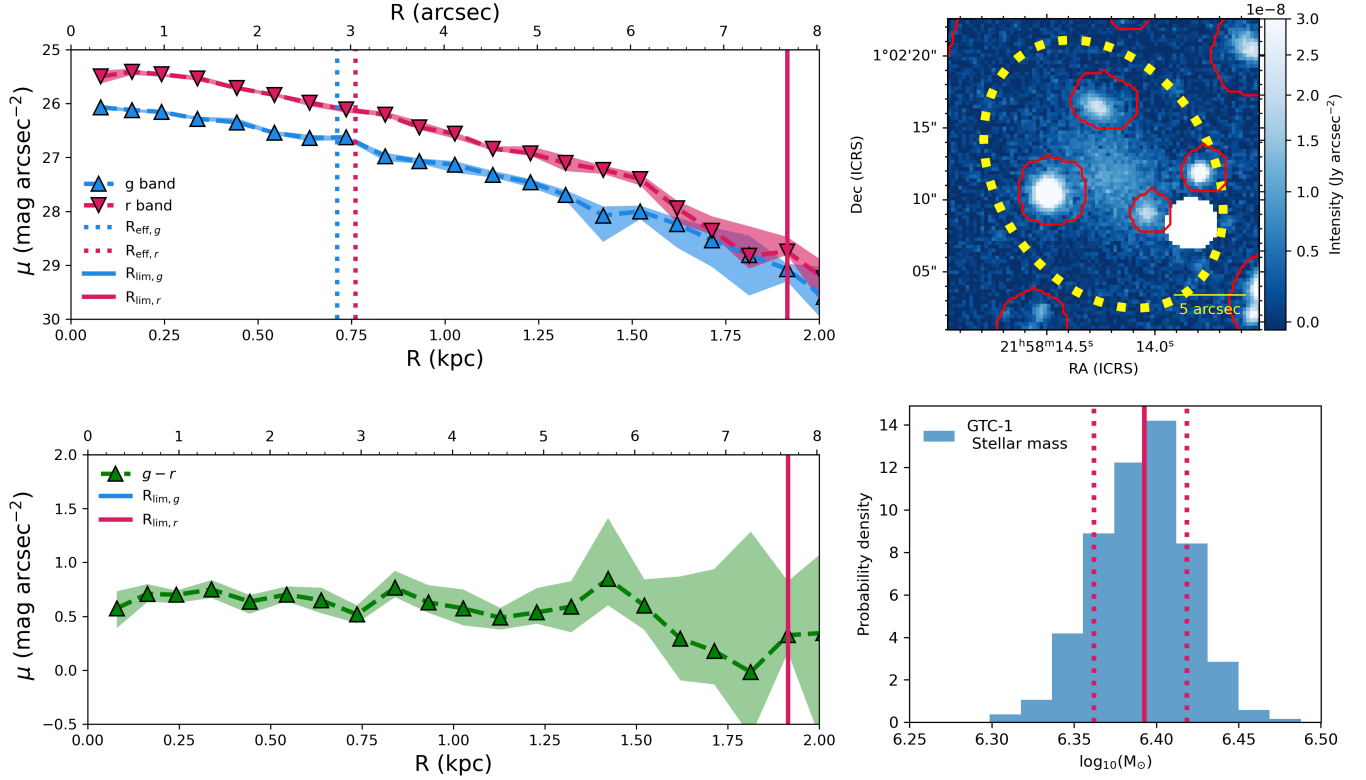 R (arcsec)
0 1 2 3 4 5 6 7 8
25
26
27
28
29
30
μ (mag arcsec⁻²)
g band
r band
R_eff, g
R_eff, r
R_lim, g
R_lim, r
0.00 0.25 0.50 0.75 1.00 1.25 1.50 1.75 2.00
R (kpc)
1e−8
1°02'20"
15"
10"
05"
Dec (ICRS)
5 arcsec
21ʰ58ᵐ14.5ˢ 14.0ˢ
RA (ICRS)
3.0
2.5
2.0
1.5
1.0
0.5
0.0
Intensity (Jy arcsec⁻²)
0 1 2 3 4 5 6 7 8
2.0
1.5
1.0
0.5
0.0
−0.5
μ (mag arcsec⁻²)
g − r
R_lim, g
R_lim, r
0.00 0.25 0.50 0.75 1.00 1.25 1.50 1.75 2.00
R (kpc)
14
12
10
8
6
4
2
0
Probability density
GTC-1
Stellar mass
6.25 6.30 6.35 6.40 6.45 6.50
log₁₀(M☉)